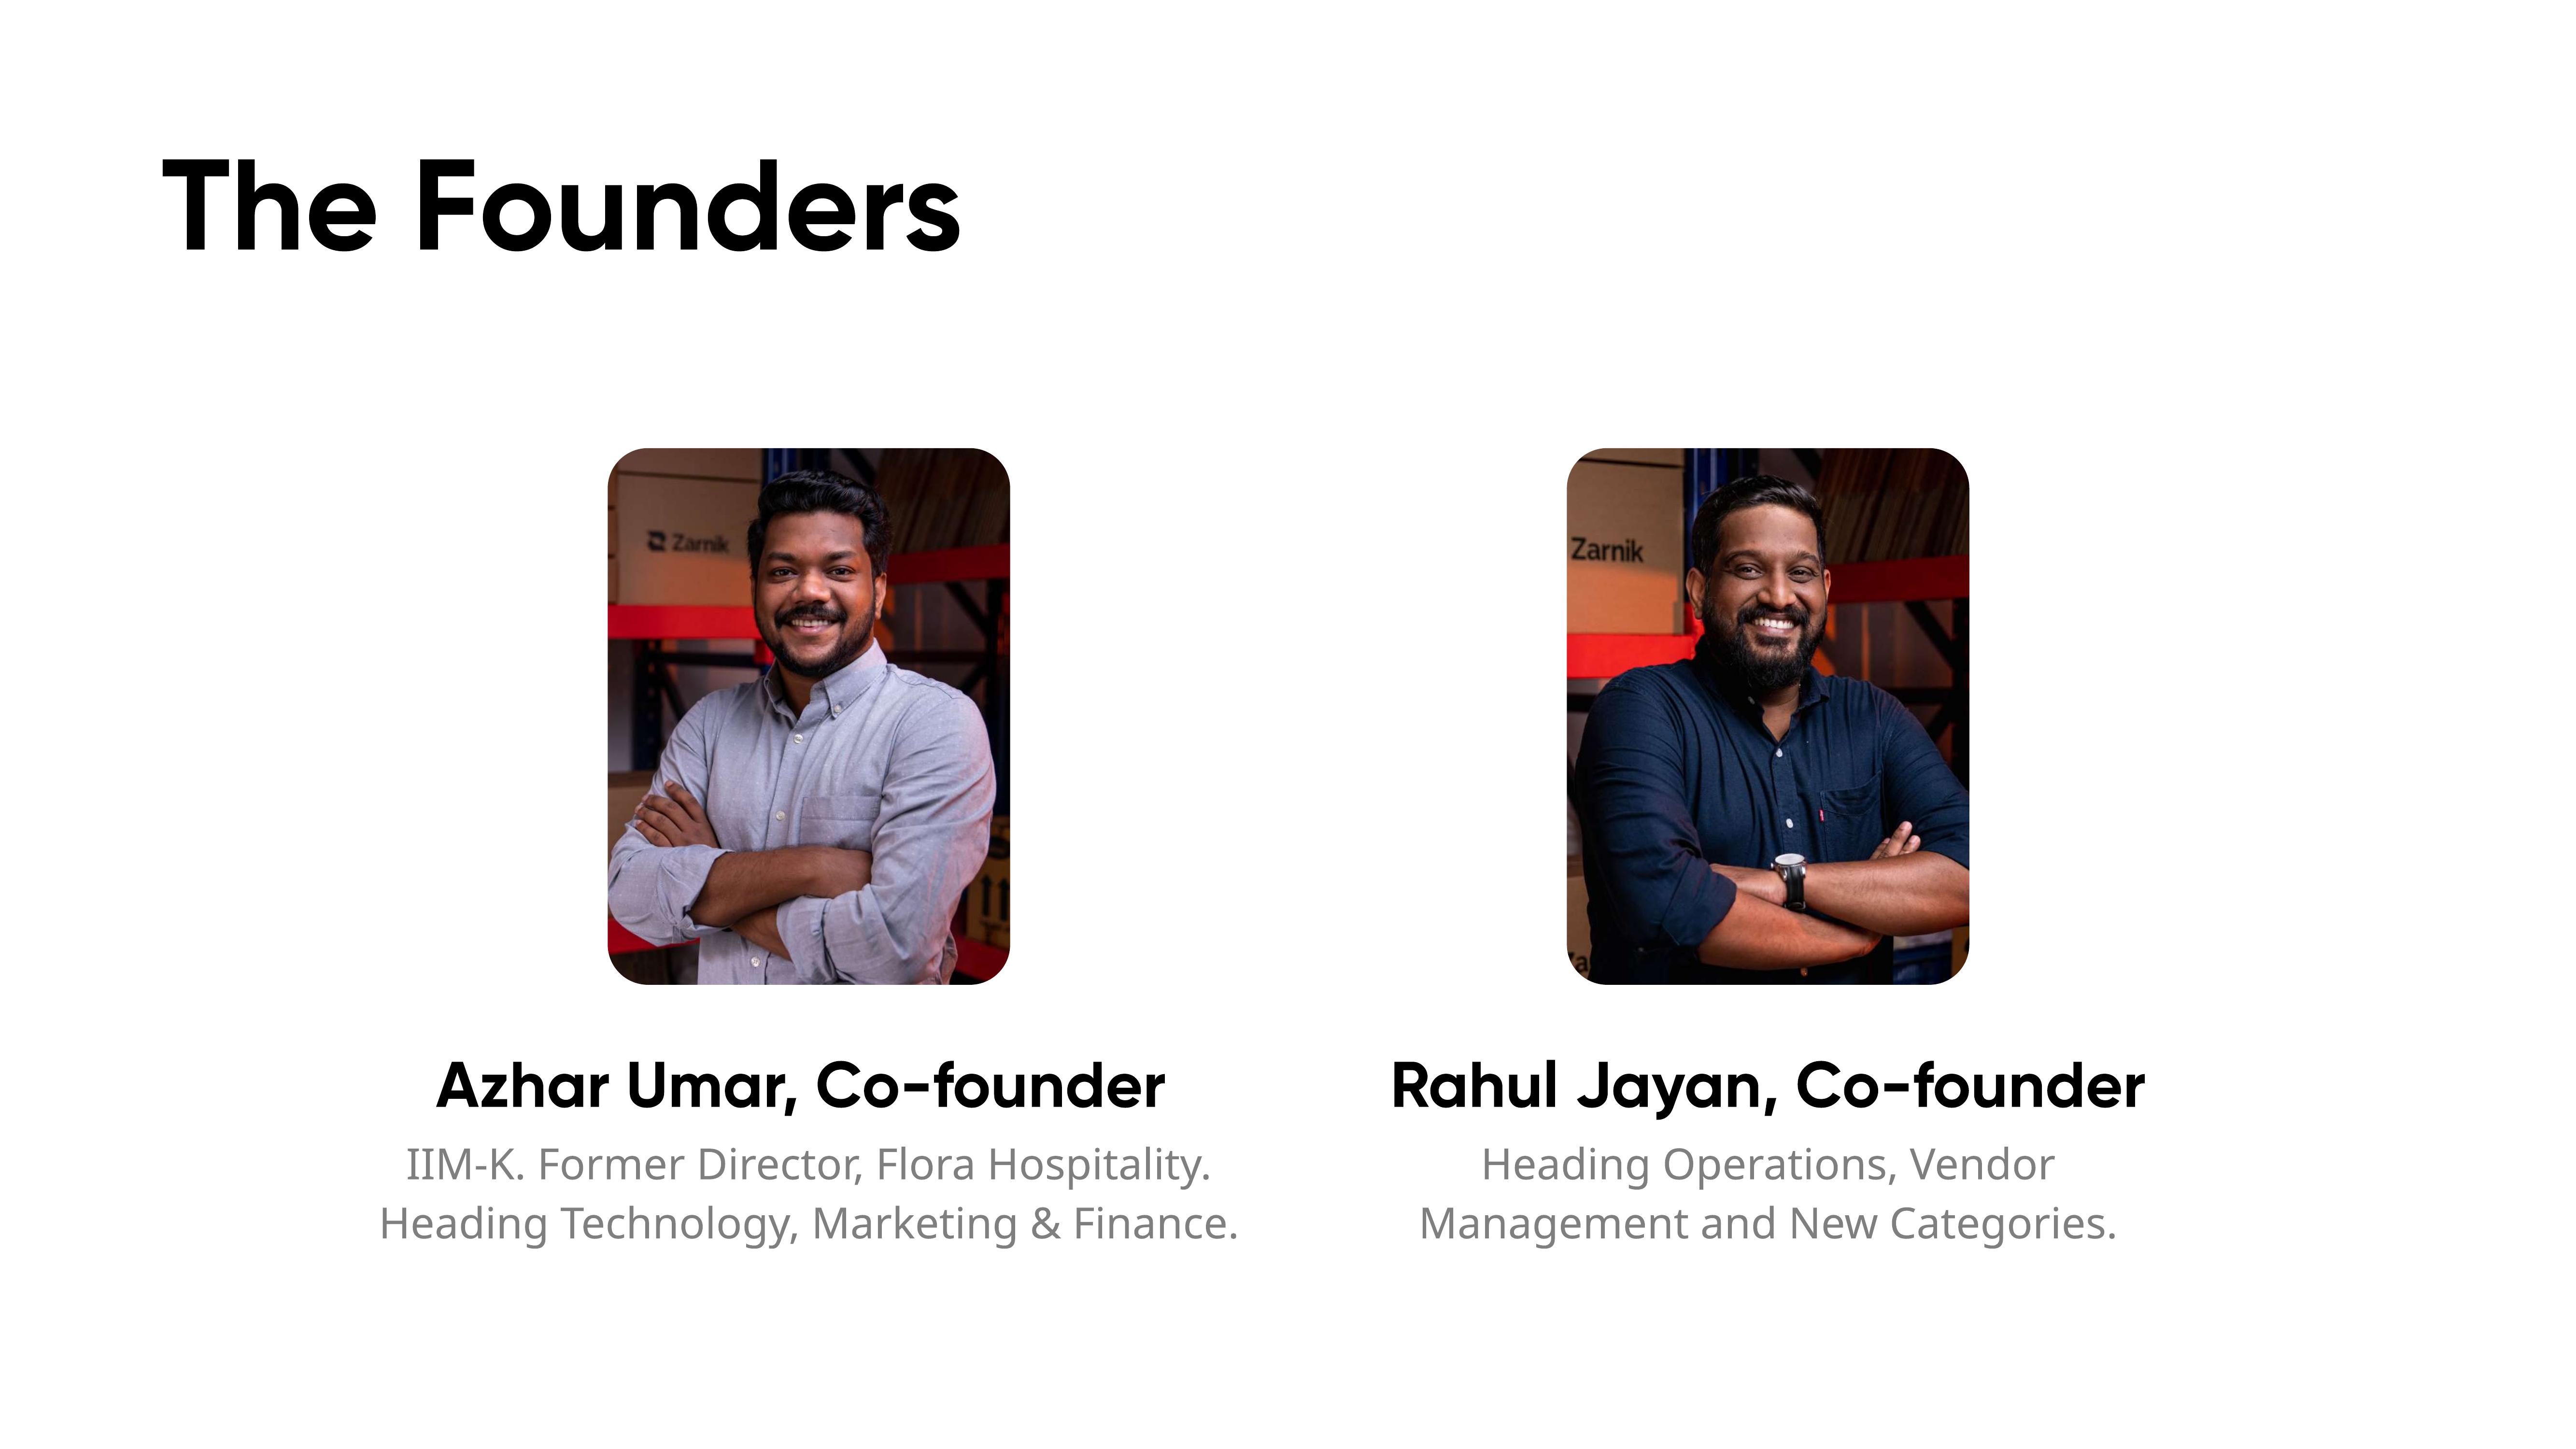 The Founders
Zarnik
Zarnik
Azhar Umar, Co-founder
Rahul Jayan, Co-founder
IIM-K. Former Director, Flora Hospitality.
Heading Technology, Marketing & Finance.
Heading Operations, Vendor
Management and New Categories.